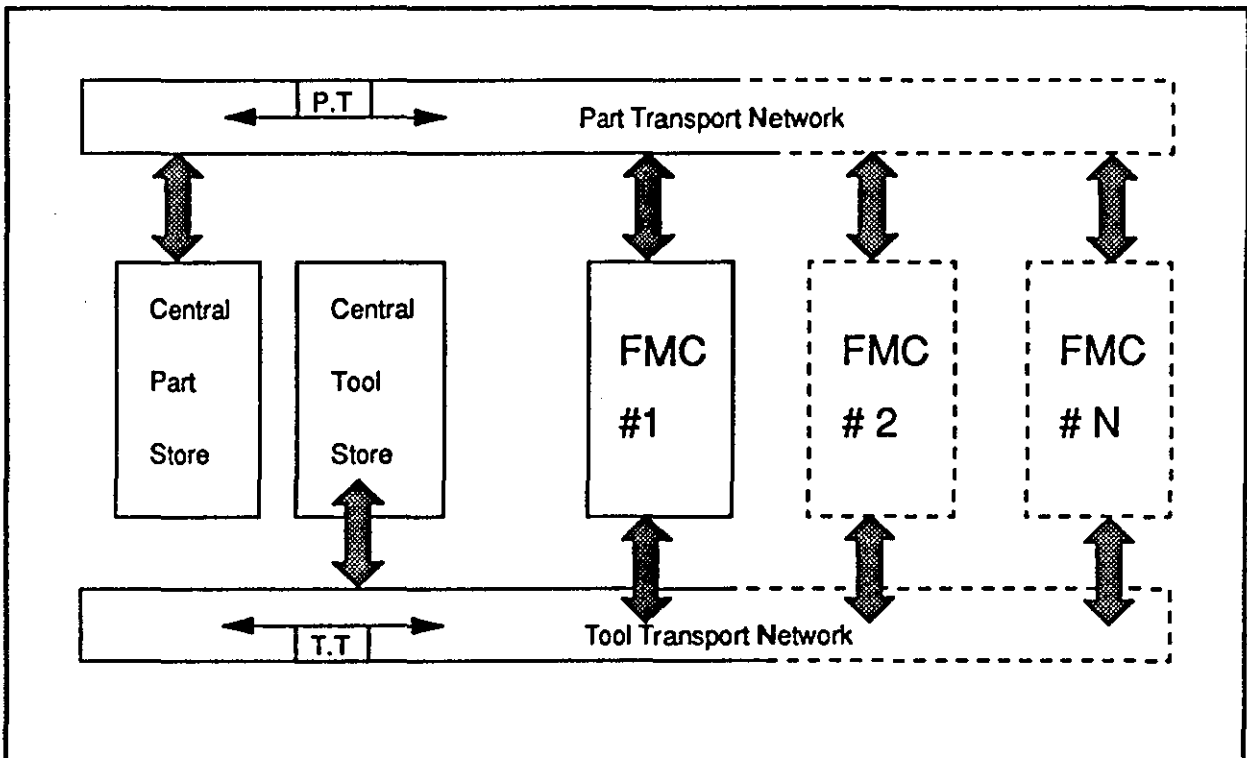 P.T
Part Transport Network
Central
Part
Store
Central
Tool
Store
FMC
#1
FMC
# 2
FMC
# N
Tool Transport Network
T.T